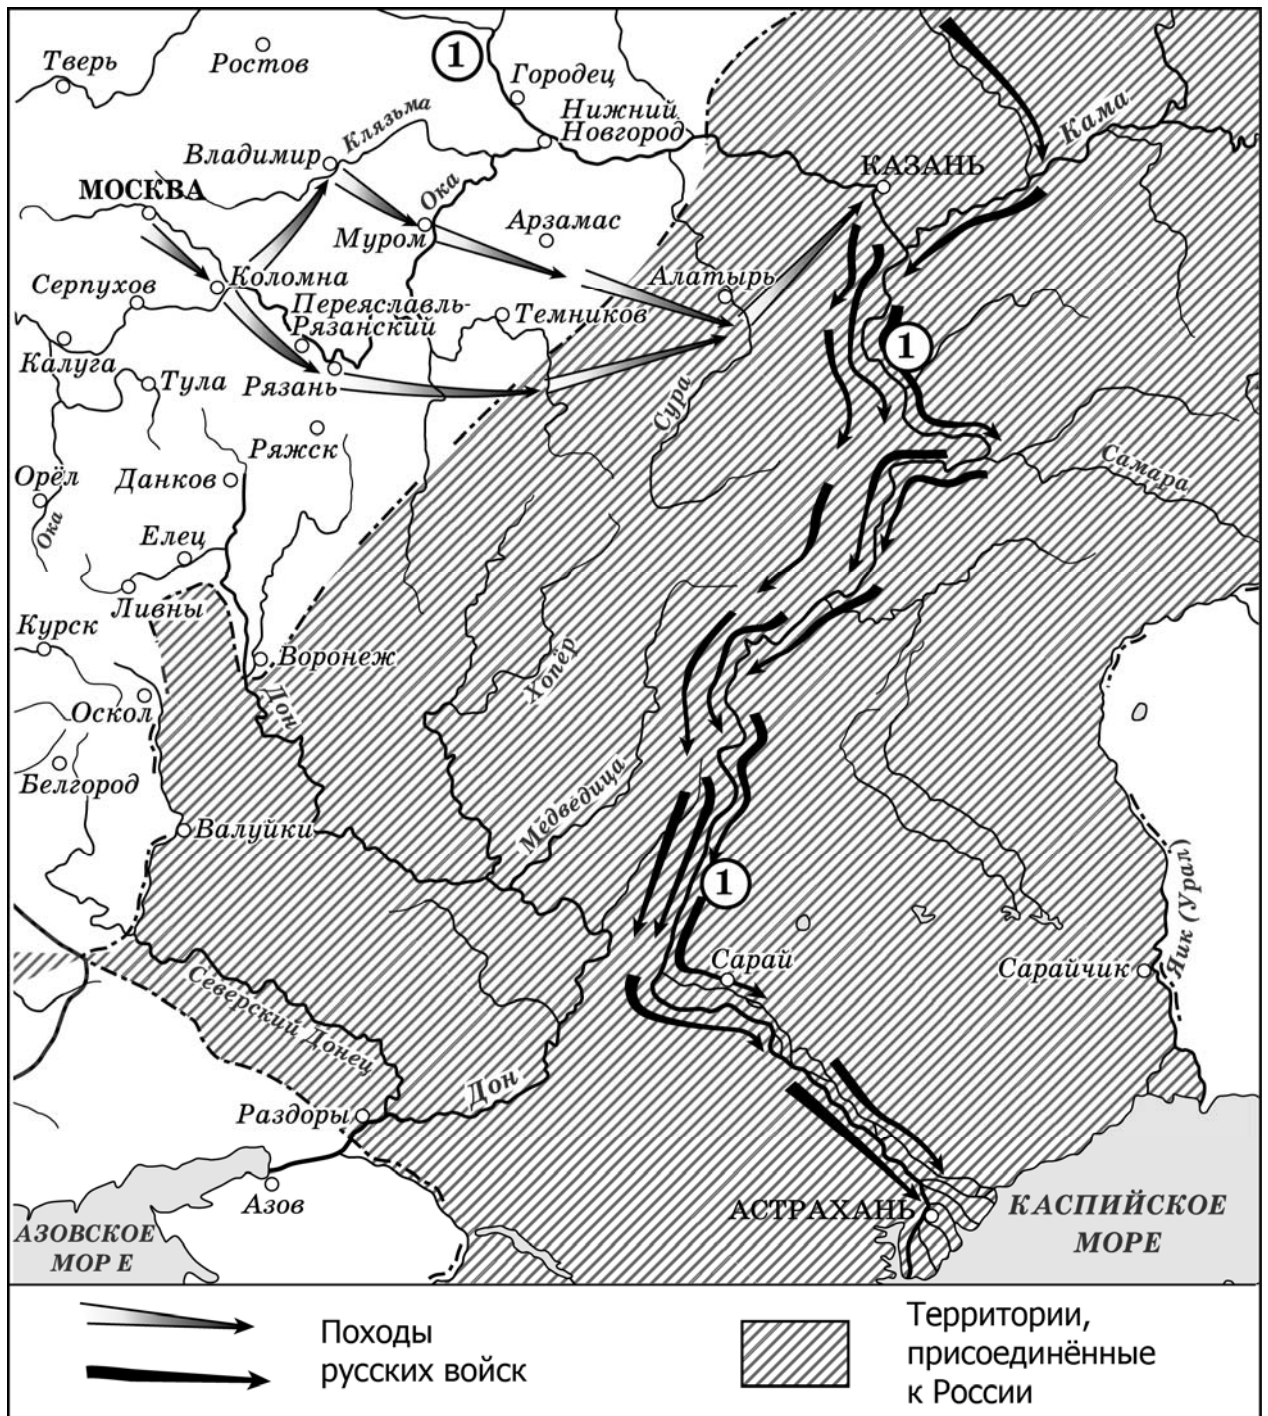 Тверь
Ростов
1
Городец
Нижний
Новгород
Кама
Клязьма
Владимир
КАЗАНЬ
МОСКВА
Ока
Муром
Арзамас
Серпухов
Коломна
Алатырь
Переяславль-
Рязанский
Темников
1
Калуга
Тула
Рязань
Сура
Ряжск
Орёл
Данков
Самара
Ока
Елец
Ливны
Курск
Воронеж
Хопёр
Дон
Оскол
Белгород
Медведица
Валуйки
1
Яик (Урал)
Сарай
Сарайчик
Северский Донец
Дон
Раздоры
Азов
АСТРАХАНЬ
КАСПИЙСКОЕ
МОРЕ
АЗОВСКОЕ
МОРЕ
Походы
русских войск
Территории,
присоединённые
к России